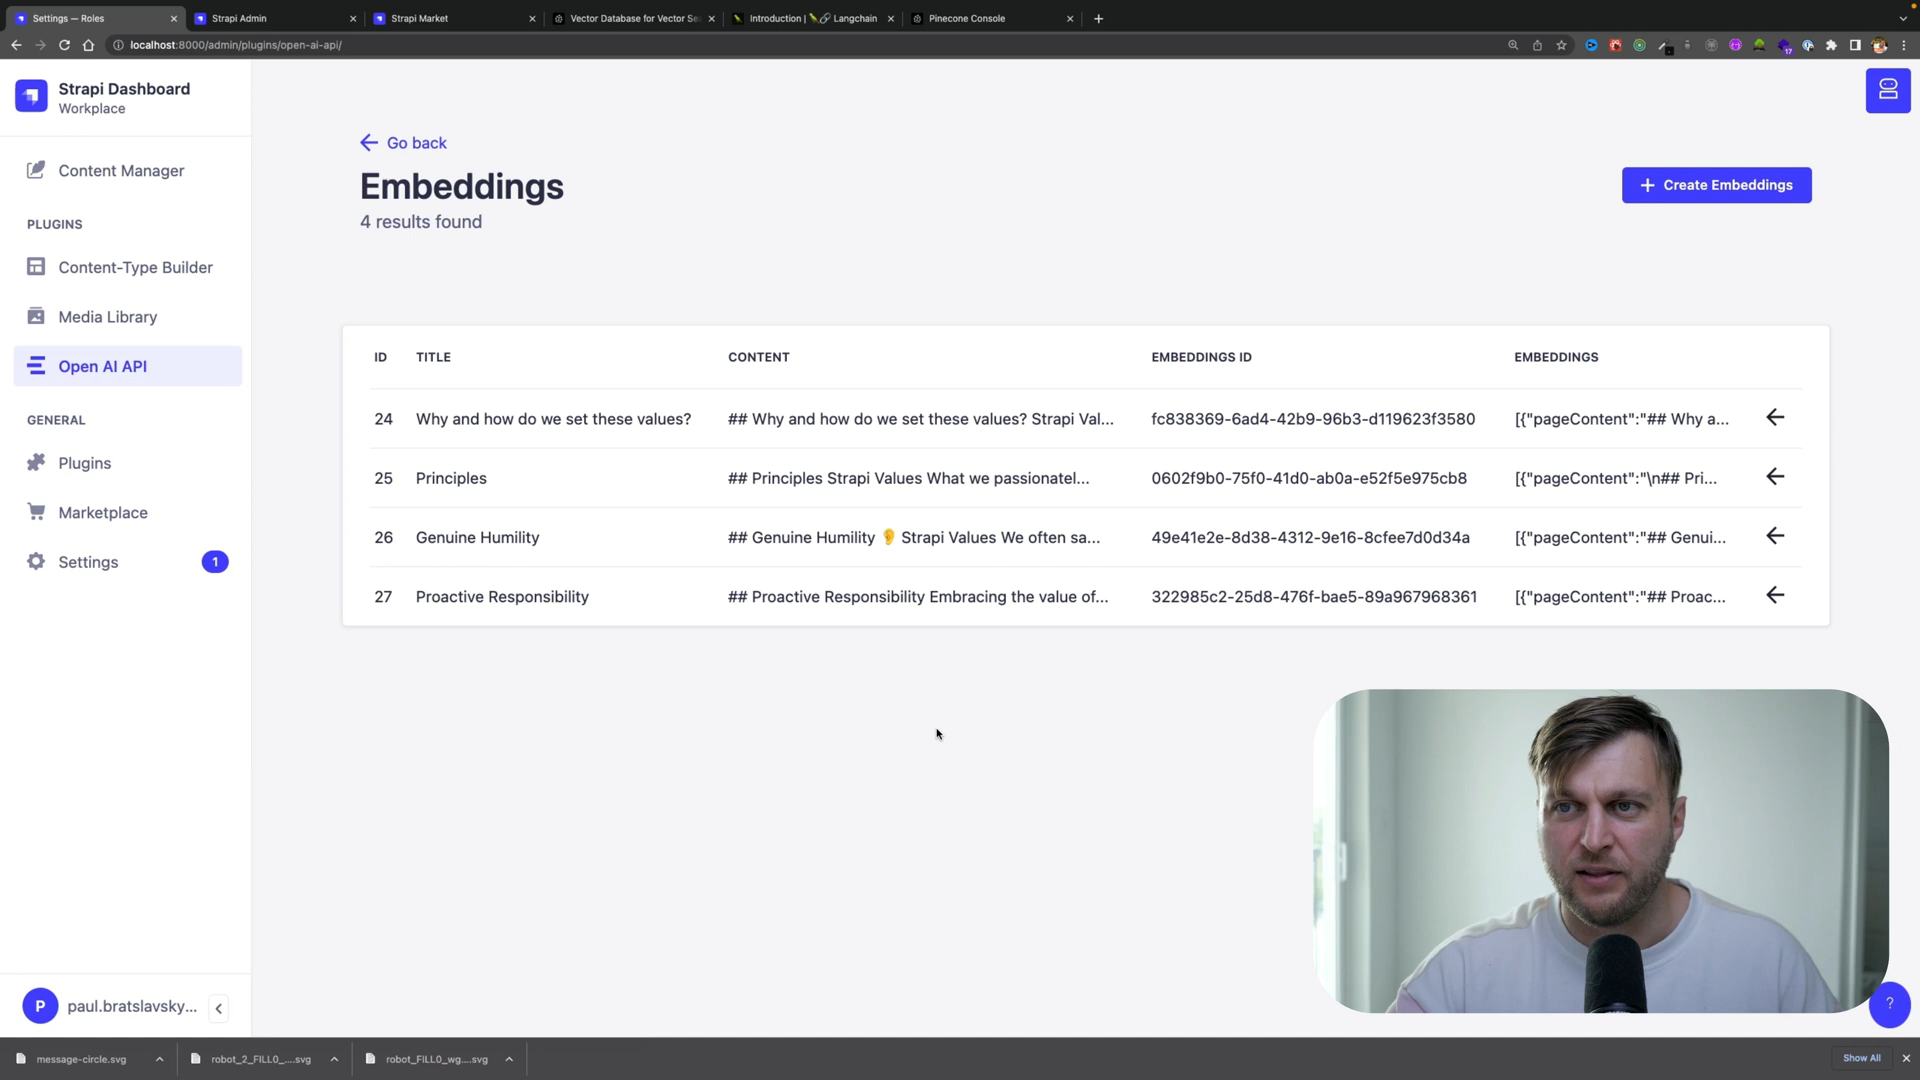 Settings — Roles
Strapi Admin
Strapi Market
Vector Database for Vector Se
Introduction | 🦜🔗 Langchain
Pinecone Console
localhost:8000/admin/plugins/open-ai-api/
17
Strapi Dashboard
Workplace
Content Manager
PLUGINS
Content-Type Builder
Media Library
Open AI API
GENERAL
Plugins
Marketplace
Settings
1
P
paul.bratslavsky...
Go back
Embeddings
4 results found
Create Embeddings
ID TITLE CONTENT EMBEDDINGS ID EMBEDDINGS
24 Why and how do we set these values? ## Why and how do we set these values? Strapi Val... fc838369-6ad4-42b9-96b3-d119623f3580 [{"pageContent":"## Why a...
25 Principles ## Principles Strapi Values What we passionatel... 0602f9b0-75f0-41d0-ab0a-e52f5e975cb8 [{"pageContent":"\n## Pri...
26 Genuine Humility ## Genuine Humility 👂 Strapi Values We often sa... 49e41e2e-8d38-4312-9e16-8cfee7d0d34a [{"pageContent":"## Genui...
27 Proactive Responsibility ## Proactive Responsibility Embracing the value of... 322985c2-25d8-476f-bae5-89a967968361 [{"pageContent":"## Proac...
?
message-circle.svg
robot_2_FILL0_....svg
robot_FILL0_wg....svg
Show All